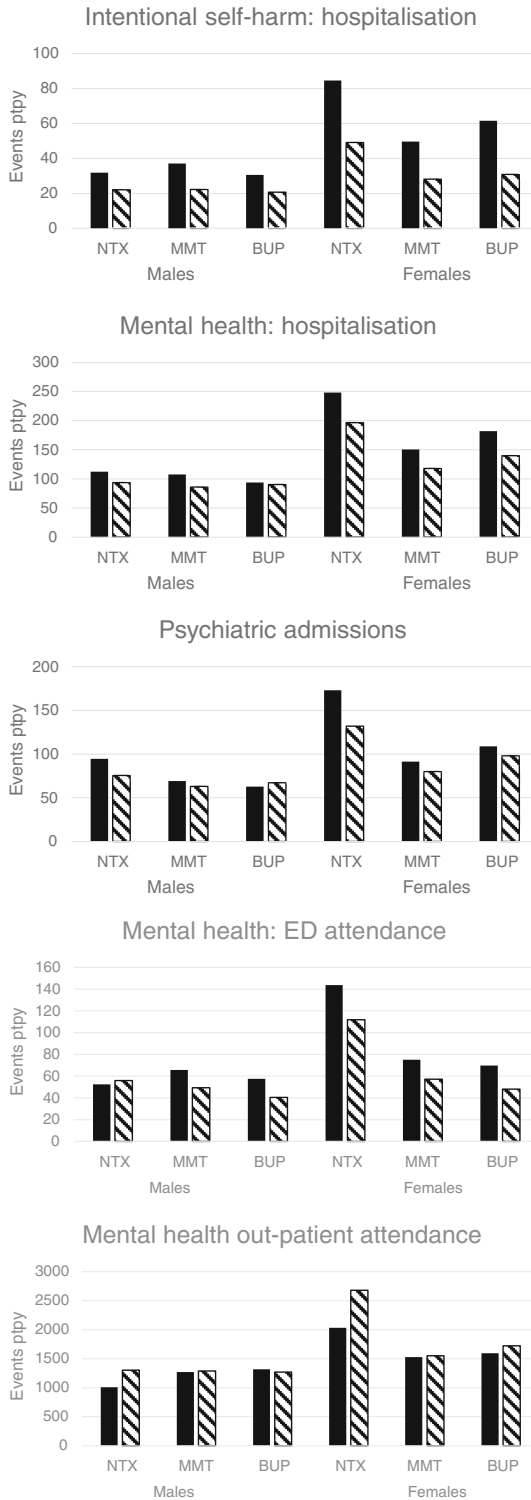 Intentional self-harm: hospitalisation
Events ptpy
100
80
60
40
20
0
NTX MMT BUP NTX MMT BUP
Males Females
Mental health: hospitalisation
Events ptpy
300
250
200
150
100
50
0
NTX MMT BUP NTX MMT BUP
Males Females
Psychiatric admissions
Events ptpy
200
150
100
50
0
NTX MMT BUP NTX MMT BUP
Males Females
Mental health: ED attendance
Events ptpy
160
140
120
100
80
60
40
20
0
NTX MMT BUP NTX MMT BUP
Males Females
Mental health out-patient attendance
Events ptpy
3000
2500
2000
1500
1000
500
0
NTX MMT BUP NTX MMT BUP
Males Females